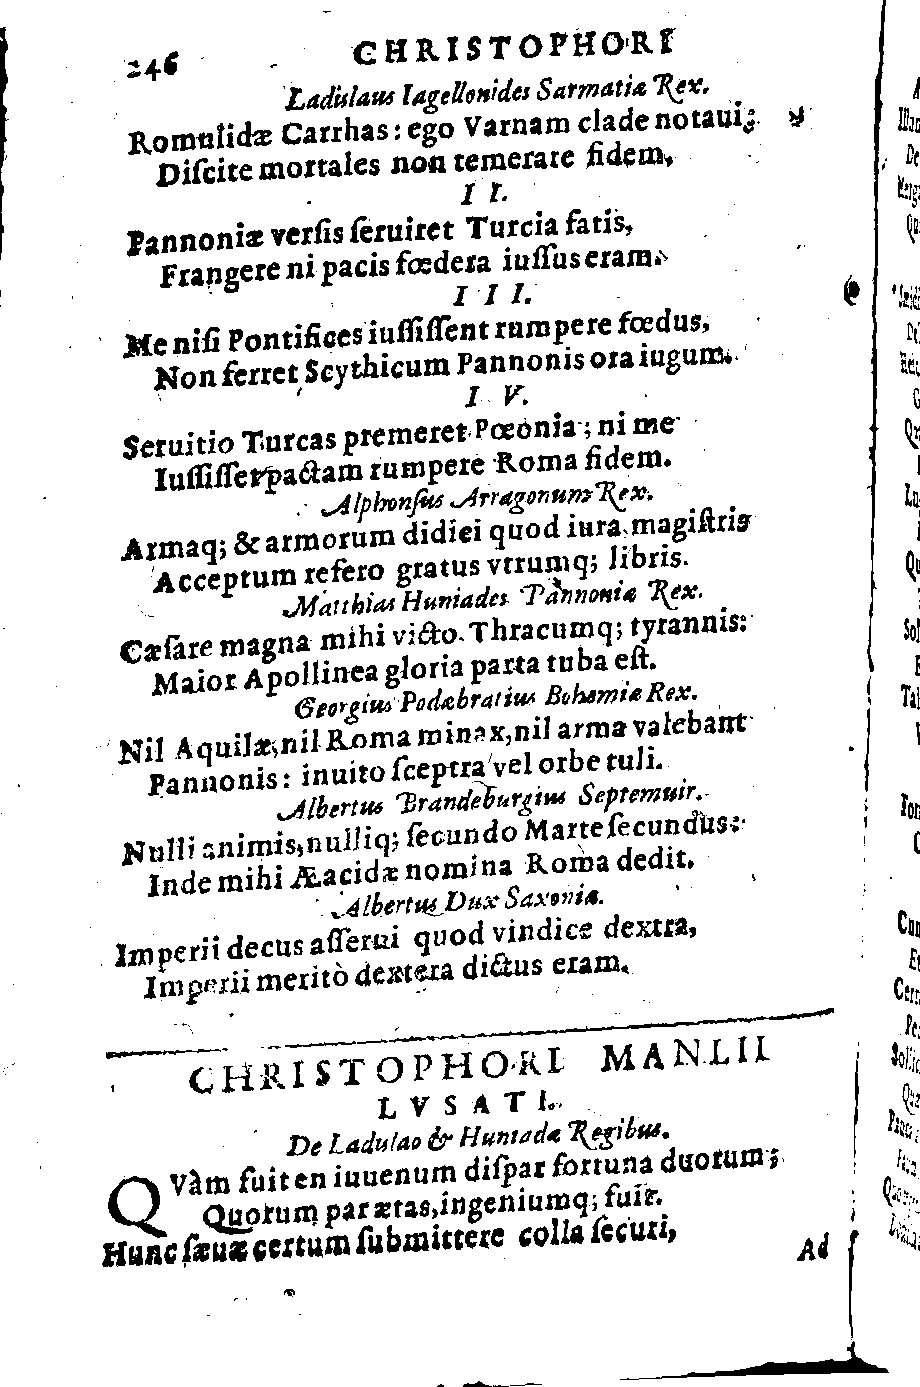 246 CHRISTOPHORI
Ladislaus Iagellonides Sarmatiæ Rex.
Romulidæ Carrhas: ego Varnam clade notaui;
Diſcite mortales non temerare fidem.
II.
Pannoniæ verſis ſeruiret Turcia fatis,
Frangere ni pacis fœdera iuſſus eram.
III.
Me niſi Pontifices iuſſiſſent rumpere fœdus,
Non ferret Scythicum Pannonis ora iugum.
IV.
Seruitio Turcas premeret Pœonia; ni me
Iuſſiſſet pactam rumpere Roma fidem.
Alphonſus Arragonum Rex.
Armaq; & armorum didici quod iura magiſtris
Acceptum refero gratus vtrumq; libris.
Matthias Huniades Pannoniæ Rex.
Cæſare magna mihi victo Thracumq; tyrannis:
Maior Apollinea gloria parta tuba eſt.
Georgius Podæbratius Bohemiæ Rex.
Nil Aquilæ, nil Roma minax, nil arma valebant
Pannonis: inuito ſceptra vel orbe tuli.
Albertus Brandeburgius Septemuir.
Nulli animis, nulliq; ſecundo Marte ſecundus:
Inde mihi Æacidæ nomina Roma dedit.
Albertus Dux Saxoniæ.
Imperii decus aſſerui quod vindice dextra,
Imperii meritò dextera dictus eram.
CHRISTOPHORI MANLII
LVSATI.
De Ladulao & Huniada Regibus.
QVàm fuit en iuuenum diſpar fortuna duorum;
Quorum par ætas, ingeniumq; fuit.
Hunc ſæuæ certum ſubmittere colla ſecuri,
Ad